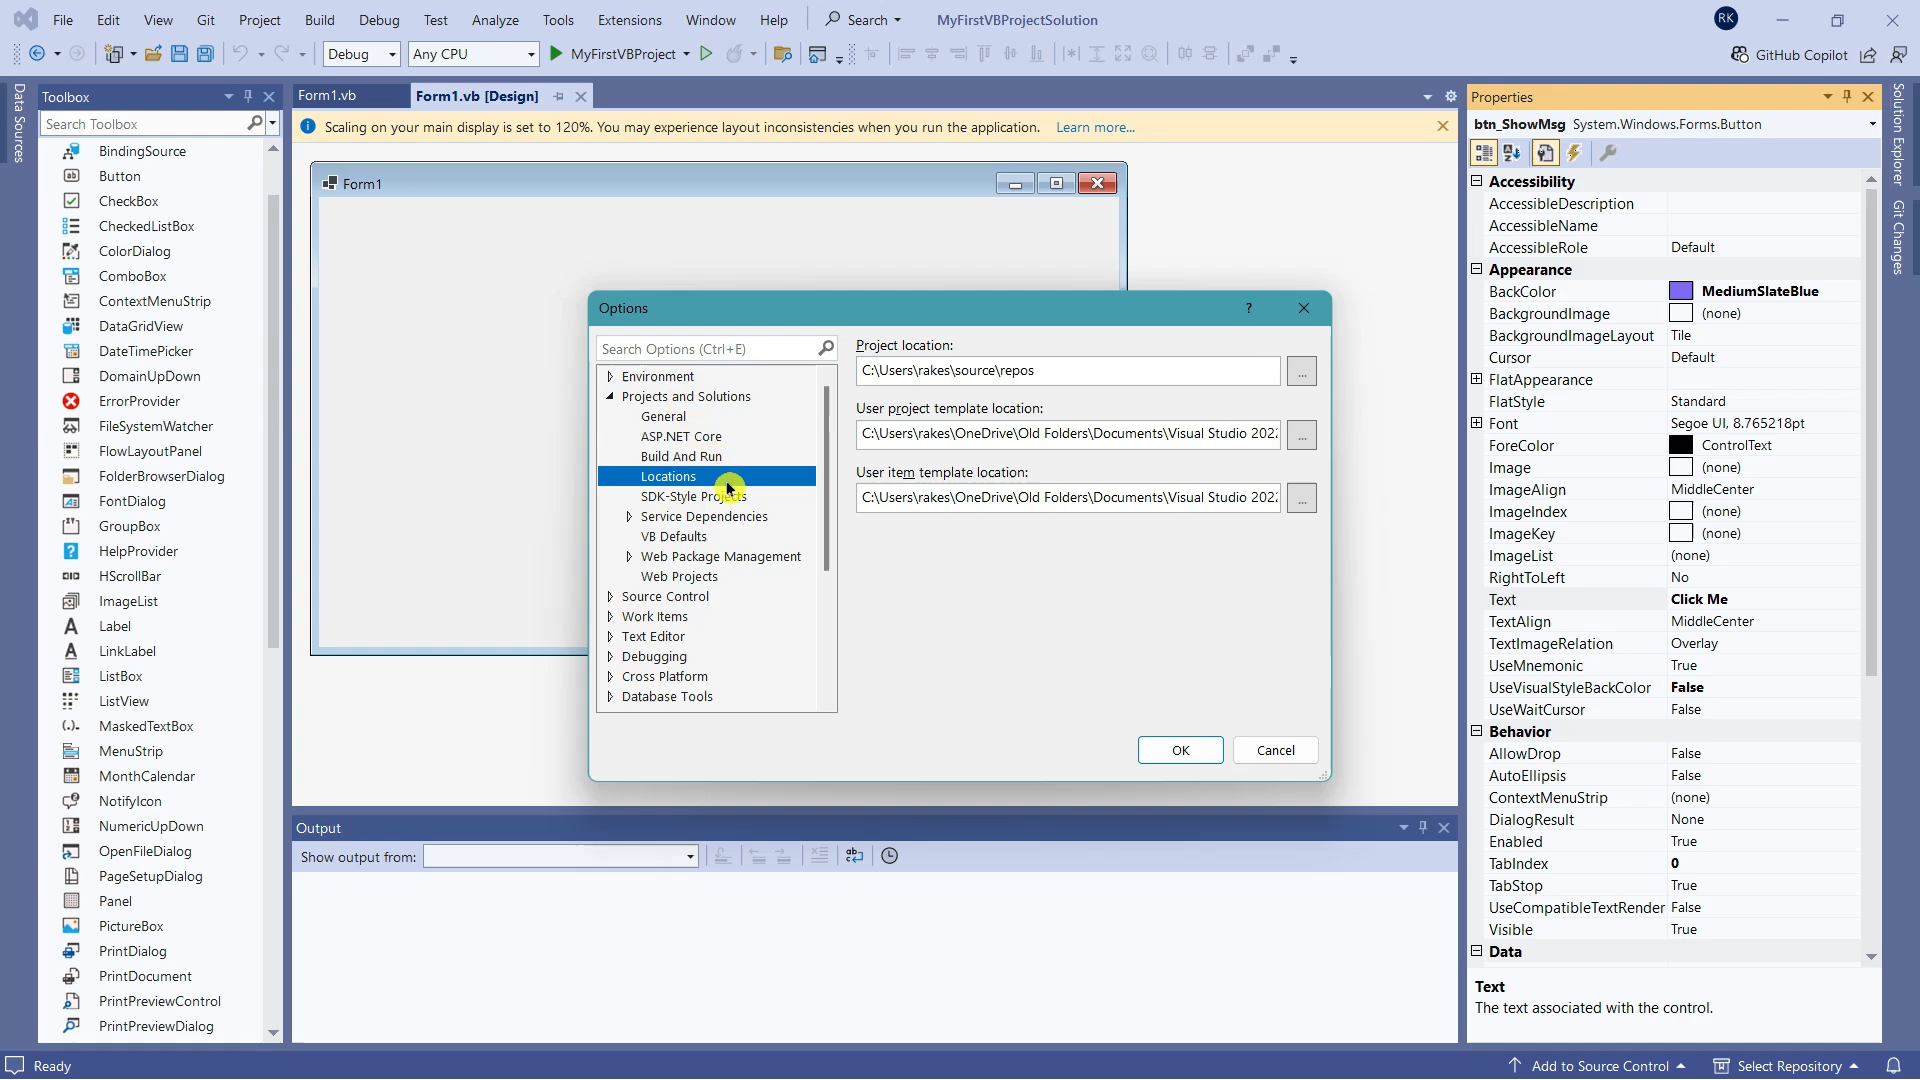 File Edit View Git Project Build Debug Test Analyze Tools Extensions Window Help Search MyFirstVBProjectSolution RK
Debug Any CPU MyFirstVBProject GitHub Copilot
Data Sources
Toolbox
Search Toolbox
BindingSource
Button
CheckBox
CheckedListBox
ColorDialog
ComboBox
ContextMenuStrip
DataGridView
DateTimePicker
DomainUpDown
ErrorProvider
FileSystemWatcher
FlowLayoutPanel
FolderBrowserDialog
FontDialog
GroupBox
HelpProvider
HScrollBar
ImageList
Label
LinkLabel
ListBox
ListView
MaskedTextBox
MenuStrip
MonthCalendar
NotifyIcon
NumericUpDown
OpenFileDialog
PageSetupDialog
Panel
PictureBox
PrintDialog
PrintDocument
PrintPreviewControl
PrintPreviewDialog
Form1.vb Form1.vb [Design]
Scaling on your main display is set to 120%. You may experience layout inconsistencies when you run the application. Learn more...
Form1
Options ?
Search Options (Ctrl+E)
Environment
Projects and Solutions
General
ASP.NET Core
Build And Run
Locations
SDK-Style Projects
Service Dependencies
VB Defaults
Web Package Management
Web Projects
Source Control
Work Items
Text Editor
Debugging
Cross Platform
Database Tools
Project location:
C:\Users\rakes\source\repos ...
User project template location:
C:\Users\rakes\OneDrive\Old Folders\Documents\Visual Studio 202 ...
User item template location:
C:\Users\rakes\OneDrive\Old Folders\Documents\Visual Studio 202 ...
OK Cancel
Output
Show output from:
Properties
btn_ShowMsg System.Windows.Forms.Button
Accessibility
AccessibleDescription
AccessibleName
AccessibleRole Default
Appearance
BackColor MediumSlateBlue
BackgroundImage (none)
BackgroundImageLayout Tile
Cursor Default
FlatAppearance
FlatStyle Standard
Font Segoe UI, 8.765218pt
ForeColor ControlText
Image (none)
ImageAlign MiddleCenter
ImageIndex (none)
ImageKey (none)
ImageList (none)
RightToLeft No
Text Click Me
TextAlign MiddleCenter
TextImageRelation Overlay
UseMnemonic True
UseVisualStyleBackColor False
UseWaitCursor False
Behavior
AllowDrop False
AutoEllipsis False
ContextMenuStrip (none)
DialogResult None
Enabled True
TabIndex 0
TabStop True
UseCompatibleTextRender False
Visible True
Data
Text
The text associated with the control.
Solution Explorer
Git Changes
Ready Add to Source Control Select Repository